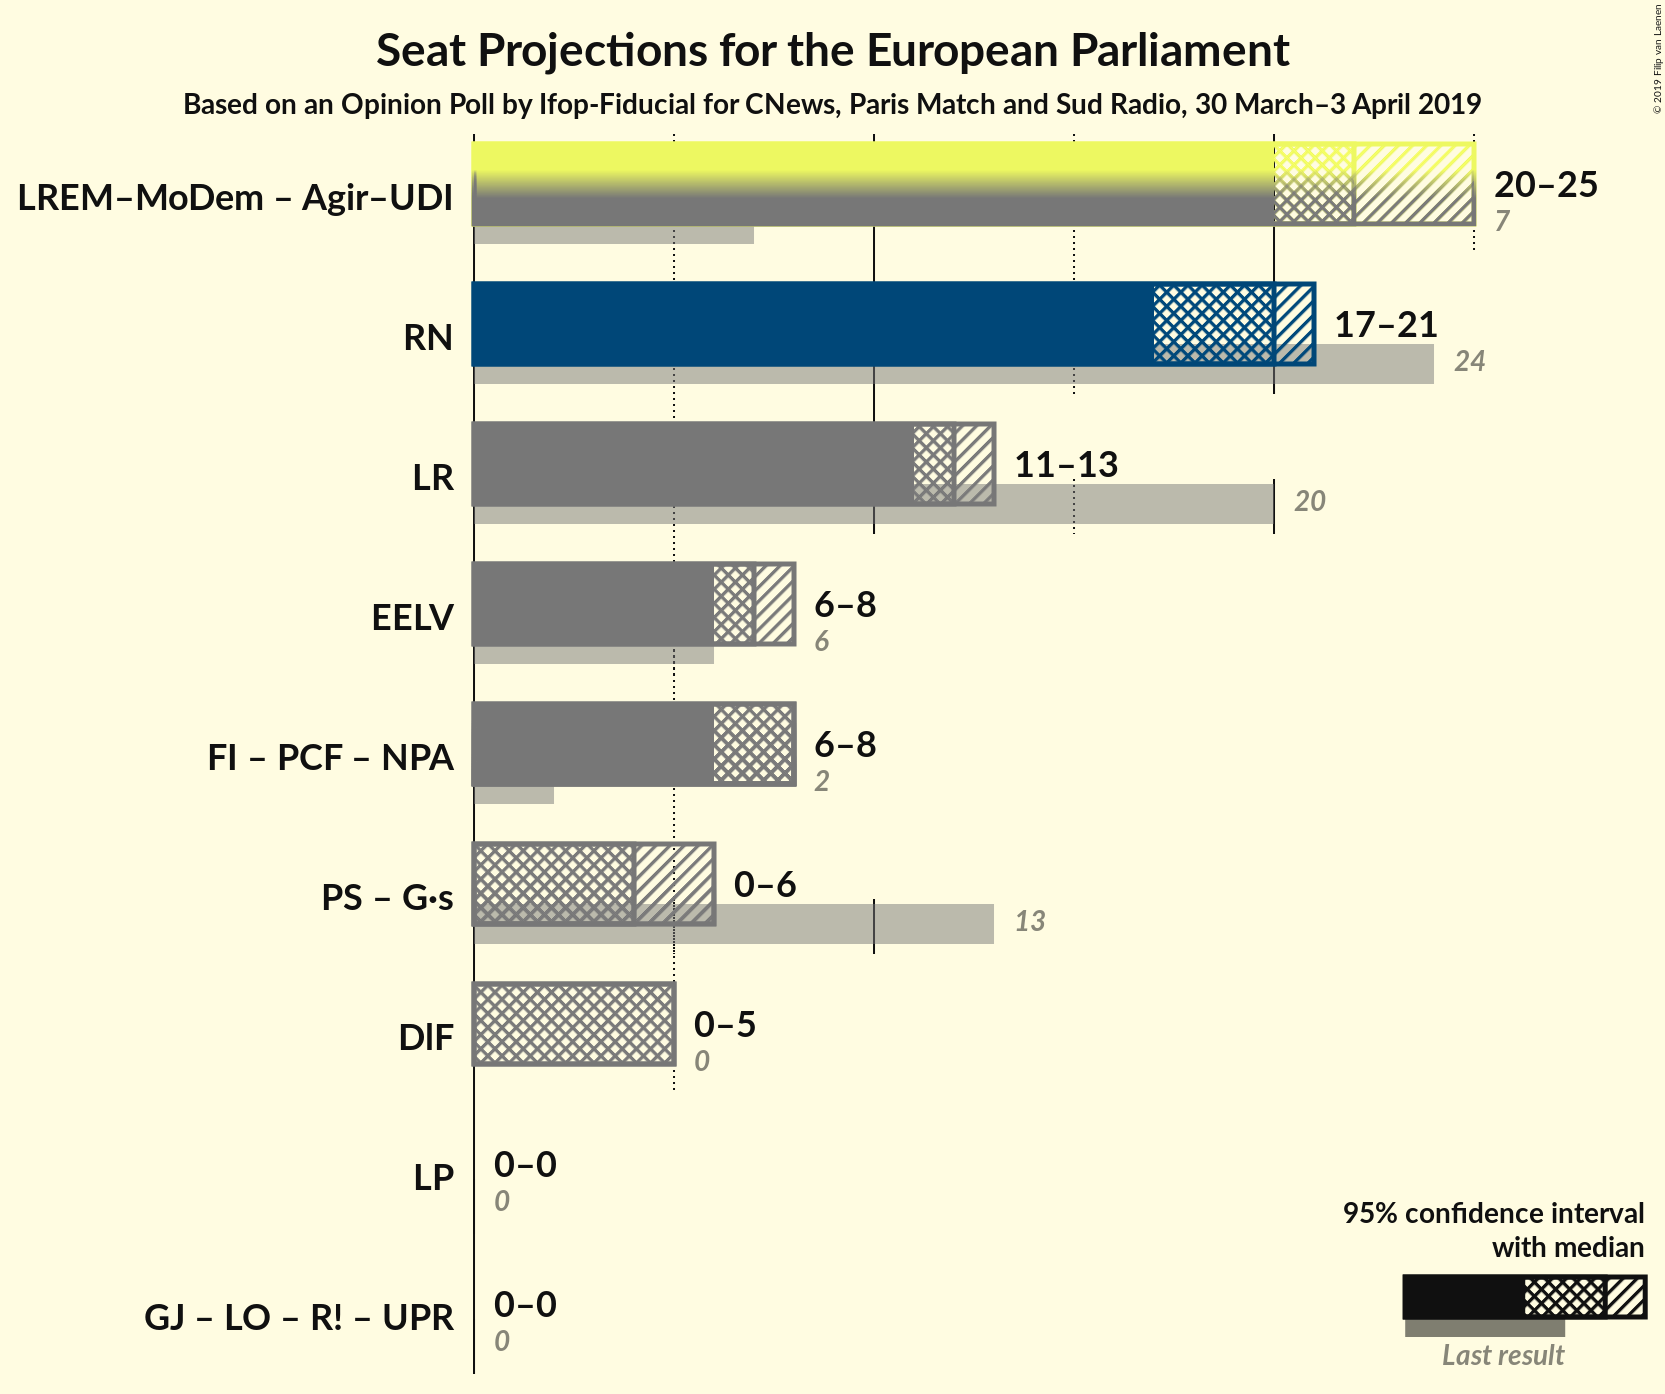 Seat Projections for the European Parliament
Based on an Opinion Poll by Ifop-Fiducial for CNews, Paris Match and Sud Radio, 30 March–3 April 2019
© 2019 Filip van Laenen
LREM–MoDem – Agir–UDI
20–25
7
RN
17–21
24
LR
11–13
20
EELV
6–8
6
FI – PCF – NPA
6–8
2
PS – G·s
0–6
13
DlF
0–5
0
LP
0–0
0
GJ – LO – R! – UPR
0–0
0
95% confidence interval
with median
Last result